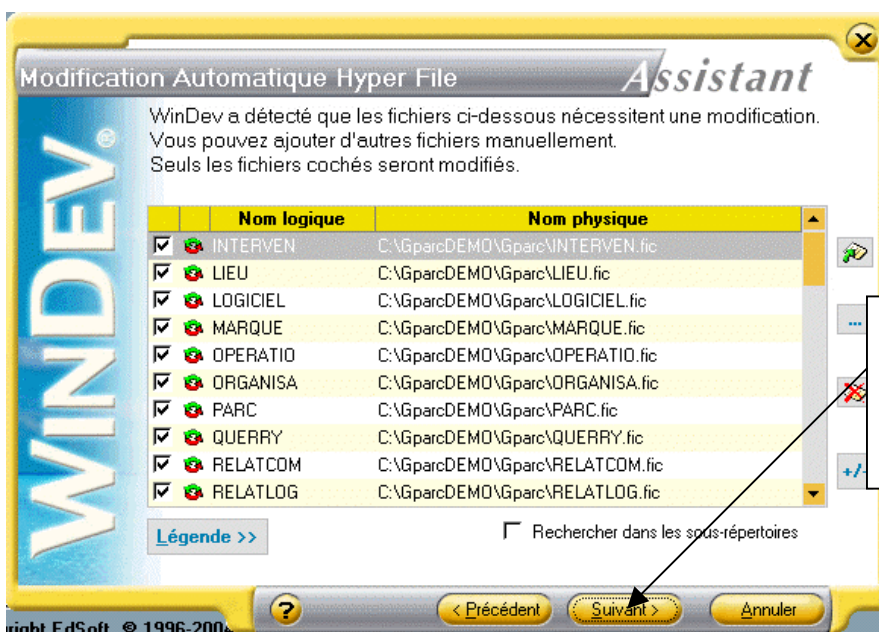 Modification Automatique Hyper File
Assistant
WINDEV®
WinDev a détecté que les fichiers ci-dessous nécessitent une modification.
Vous pouvez ajouter d'autres fichiers manuellement.
Seuls les fichiers cochés seront modifiés.
Nom logique Nom physique
INTERVEN C:\GparcDEMO\Gparc\INTERVEN.fic
LIEU C:\GparcDEMO\Gparc\LIEU.fic
LOGICIEL C:\GparcDEMO\Gparc\LOGICIEL.fic
MARQUE C:\GparcDEMO\Gparc\MARQUE.fic
...
OPERATIO C:\GparcDEMO\Gparc\OPERATIO.fic
ORGANISA C:\GparcDEMO\Gparc\ORGANISA.fic
PARC C:\GparcDEMO\Gparc\PARC.fic
QUERRY C:\GparcDEMO\Gparc\QUERRY.fic
RELATCOM C:\GparcDEMO\Gparc\RELATCOM.fic
+/-
RELATLOG C:\GparcDEMO\Gparc\RELATLOG.fic
Légende >>
Rechercher dans les sous-répertoires
?
< Précédent
Suivant >
Annuler
right EdSoft © 1996-200